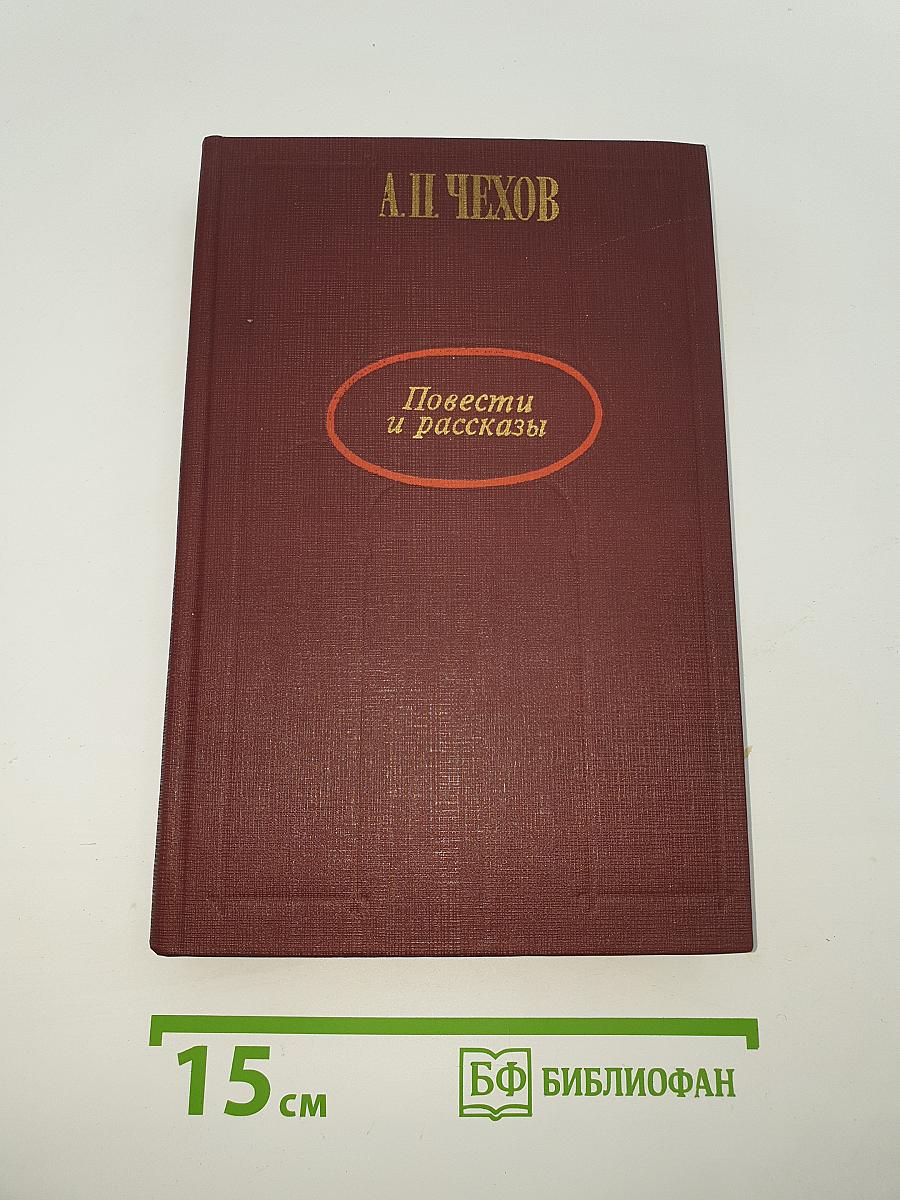 А. П. ЧЕХОВ
Повести
и рассказы
15 см
БФ БИБЛИОФАН